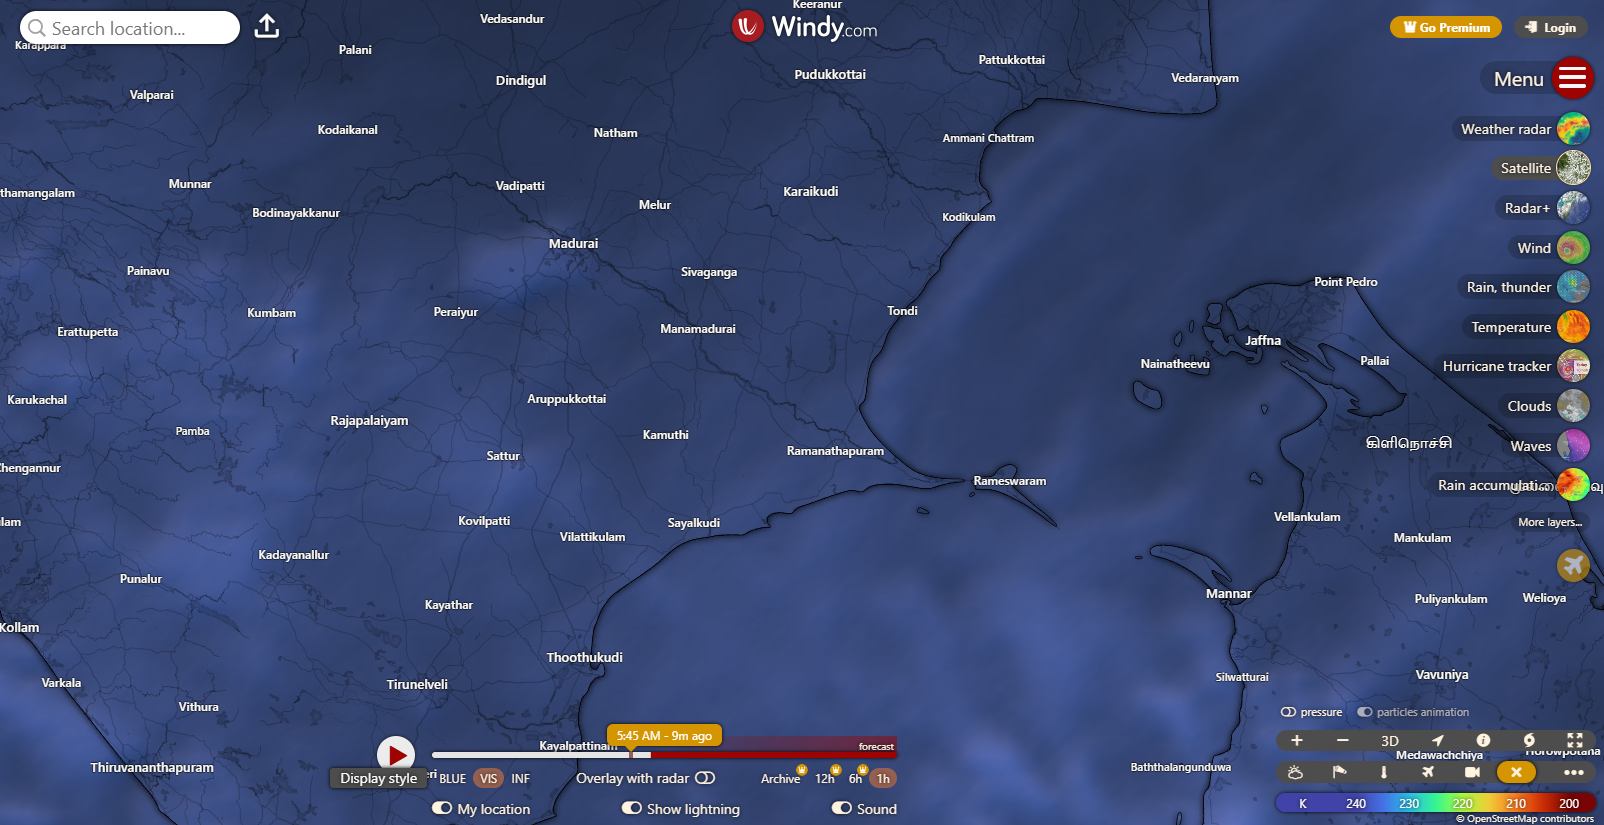 Keeranur
Search location...
Vedasandur
Windy.com
Go Premium
Login
Karappara
Palani
Pattukkottai
Dindigul
Pudukkottai
Vedaranyam
Menu
Valparai
Kodaikanal
Natham
Ammani Chattram
Weather radar
Satellite
Munnar
Vadipatti
Karaikudi
thamangalam
Bodinayakkanur
Melur
Kodikulam
Radar+
Madurai
Wind
Painavu
Sivaganga
Point Pedro
Rain, thunder
Kumbam
Peraiyur
Tondi
Erattupetta
Manamadurai
Jaffna
Temperature
Nainatheevu
Pallai
Hurricane tracker
Karukachal
Aruppukkottai
Clouds
Rajapalaiyam
Pamba
Kamuthi
கிளிநொச்சி
Waves
Sattur
Ramanathapuram
Chengannur
Rameswaram
Rain accumulati
lam
Kovilpatti
Sayalkudi
Vellankulam
More layers...
Vilattikulam
Mankulam
Kadayanallur
Punalur
Mannar
Puliyankulam
Welioya
Kayathar
Kollam
Thoothukudi
Varkala
Tirunelveli
Silwatturai
Vavuniya
Vithura
pressure
particles animation
5:45 AM - 9m ago
Kayalpattinam
forecast
3D
Medawachchiya
Horowpotana
Thiruvananthapuram
Baththalangunduwa
Display style
eri
BLUE
VIS
INF
Overlay with radar
Archive
12h
6h
1h
My location
Show lightning
Sound
K 240 230 220 210 200
© OpenStreetMap contributors